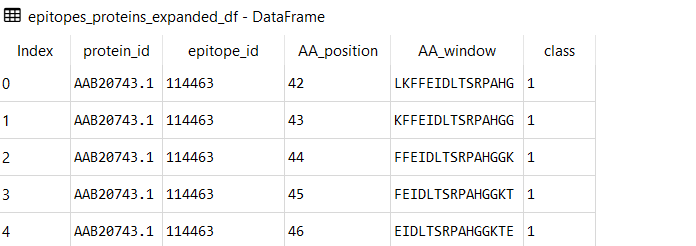 epitopes_proteins_expanded_df - DataFrame
Index protein_id epitope_id AA_position AA_window class
0 AAB20743.1 114463 42 LKFFEIDLTSRPAHG 1
1 AAB20743.1 114463 43 KFFEIDLTSRPAHGG 1
2 AAB20743.1 114463 44 FFEIDLTSRPAHGGK 1
3 AAB20743.1 114463 45 FEIDLTSRPAHGGKT 1
4 AAB20743.1 114463 46 EIDLTSRPAHGGKTE 1